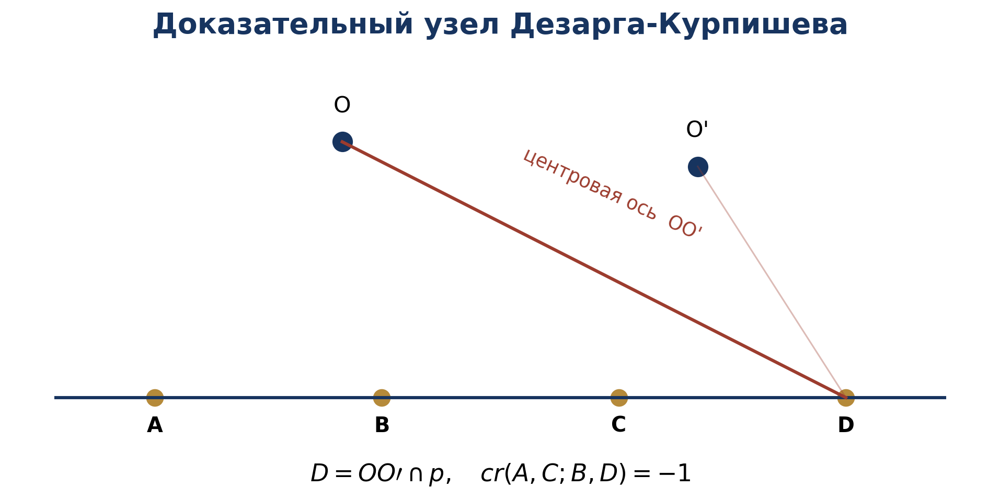 Доказательный узел Дезарга-Курпишева
O
O'
центровая ось OO'
A
B
C
D
D = OO′ ∩ p, cr(A, C; B, D) = −1